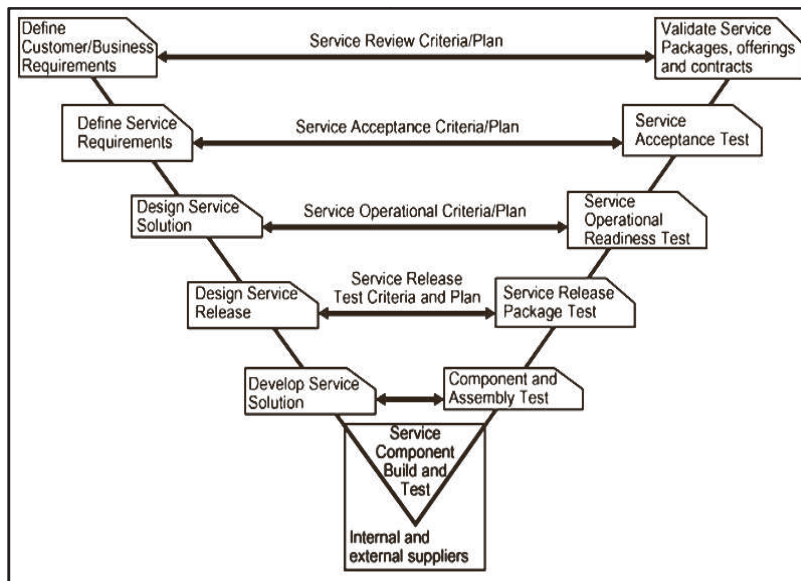 Define
Customer/Business
Requirements
Service Review Criteria/Plan
Validate Service
Packages, offerings
and contracts
Define Service
Requirements
Service Acceptance Criteria/Plan
Service
Acceptance Test
Design Service
Solution
Service Operational Criteria/Plan
Service
Operational
Readiness Test
Design Service
Release
Service Release
Test Criteria and Plan
Service Release
Package Test
Develop Service
Solution
Component and
Assembly Test
Service
Component
Build and
Test
Internal and
external suppliers